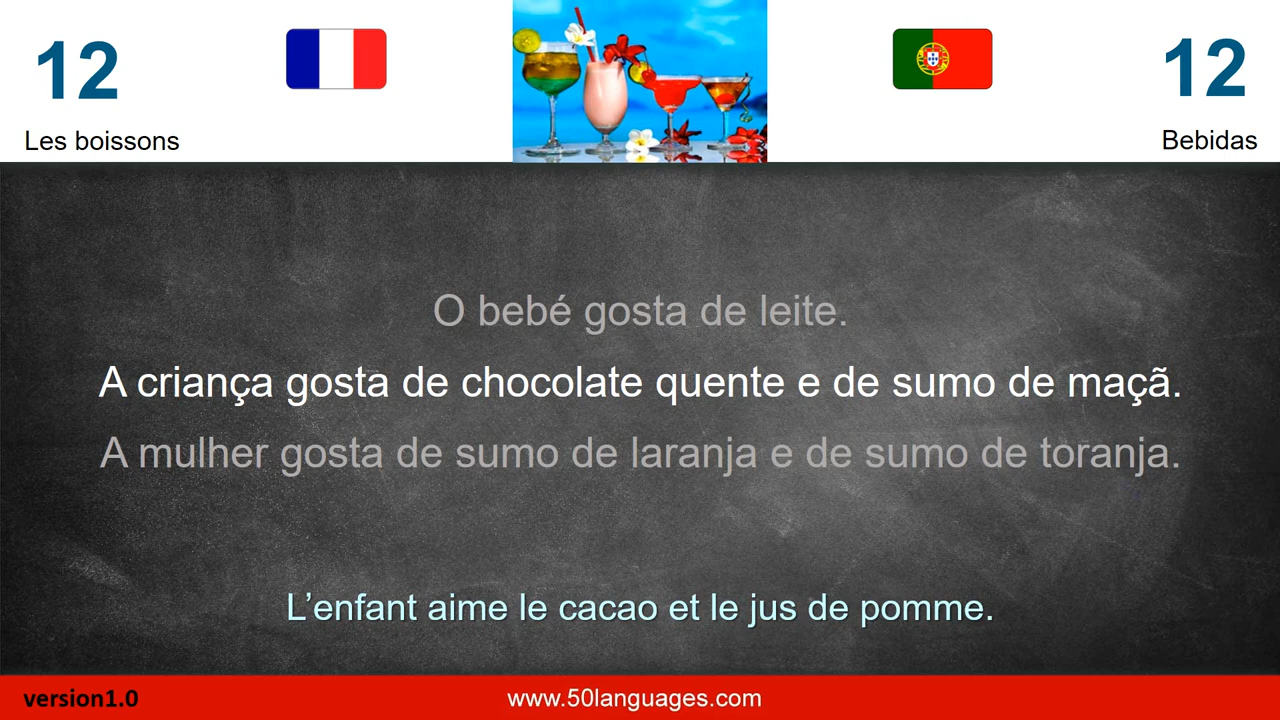 12
Les boissons
12
Bebidas
O bebé gosta de leite.
A criança gosta de chocolate quente e de sumo de maçã.
A mulher gosta de sumo de laranja e de sumo de toranja.
L’enfant aime le cacao et le jus de pomme.
version1.0
www.50languages.com